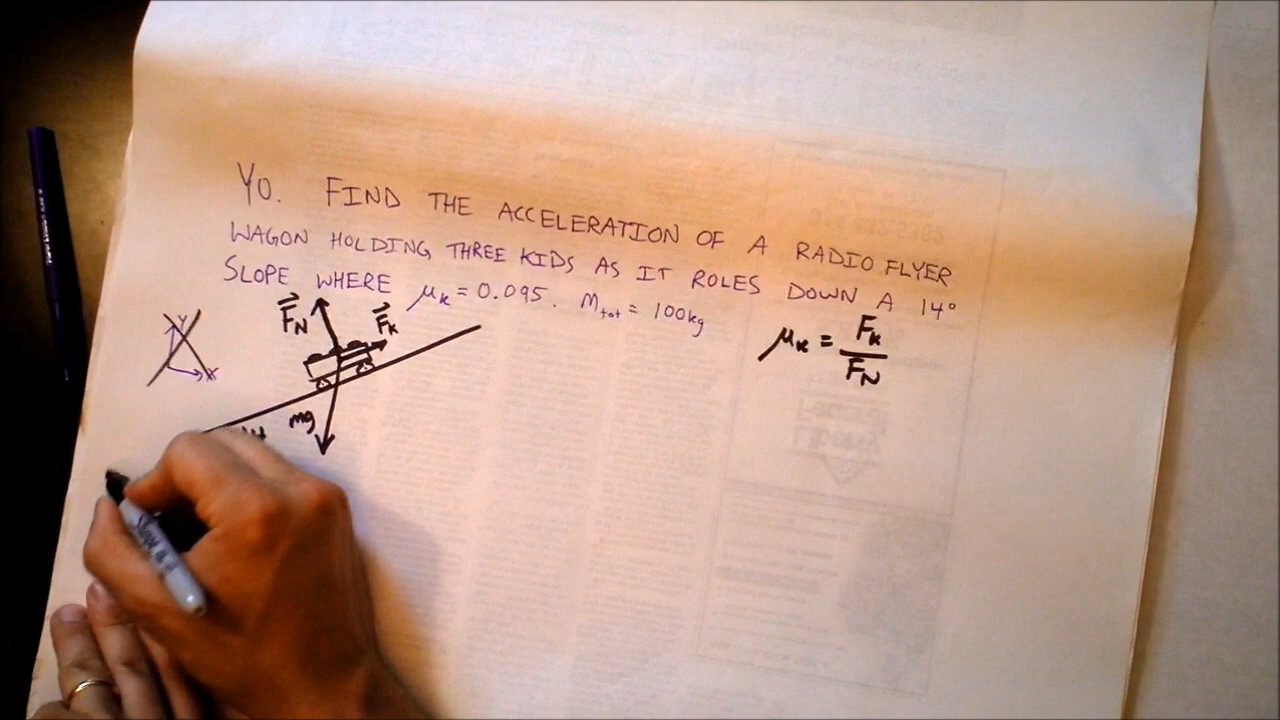 YO. FIND THE ACCELERATION OF A RADIO FLYER
WAGON HOLDING THREE KIDS AS IT ROLES DOWN A 14°
SLOPE WHERE μk = 0.095. Mtot = 100kg
Y
X
F⃗N
F⃗k
mg
μk = Fk / FN